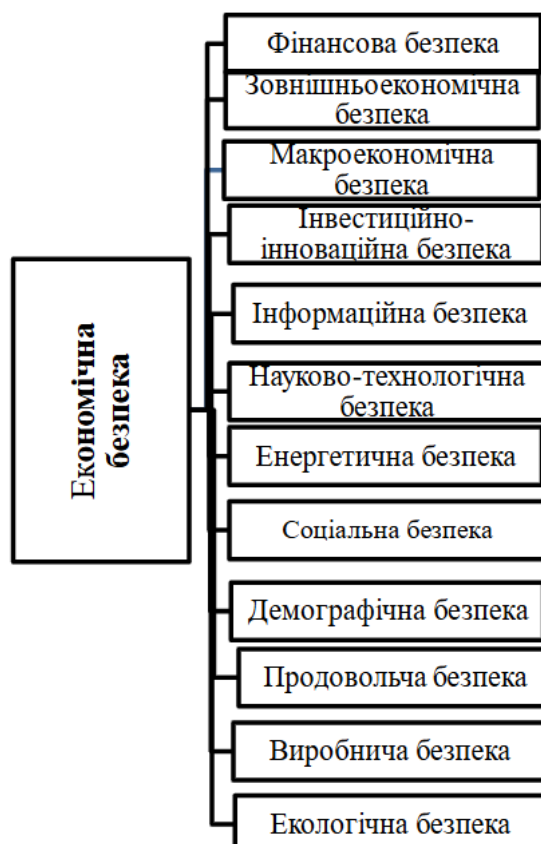 Фінансова безпека
Зовнішньоекономічна
безпека
Макроекономічна
безпека
Інвестиційно-
інноваційна безпека
Інформаційна безпека
Науково-технологічна
безпека
Енергетична безпека
Соціальна безпека
Демографічна безпека
Продовольча безпека
Виробнича безпека
Екологічна безпека
Економічна
безпека